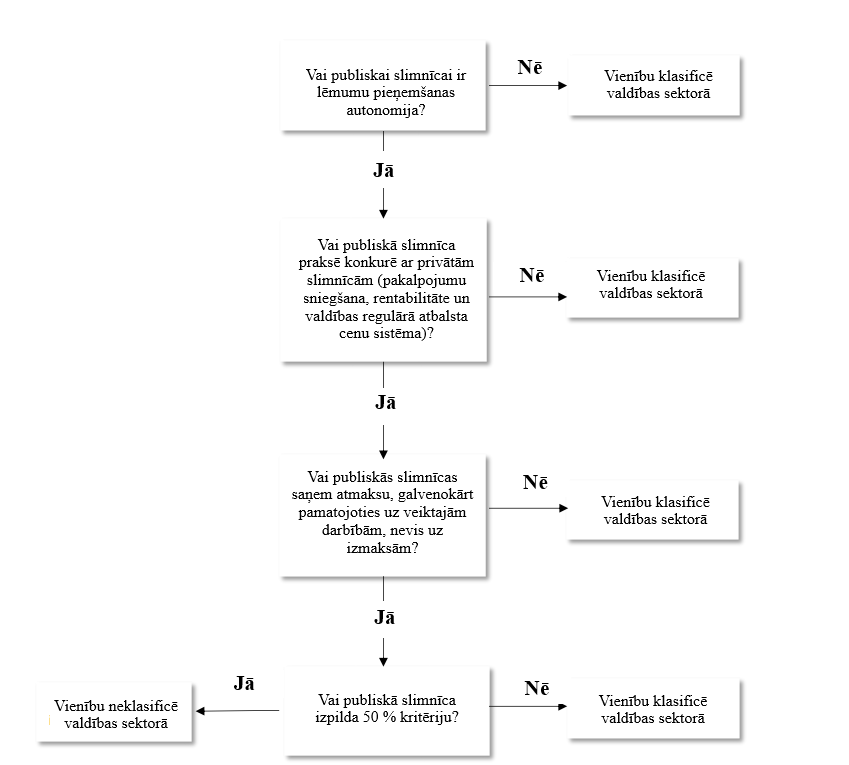 Vai publiskai slimnīcai ir
lēmumu pieņemšanas
autonomija?
Nē
Vienību klasificē
valdības sektorā
Jā
Vai publiskā slimnīca
praksē konkurē ar privātām
slimnīcām (pakalpojumu
sniegšana, rentabilitāte un
valdības regulārā atbalsta
cenu sistēma)?
Nē
Vienību klasificē
valdības sektorā
Jā
Vai publiskās slimnīcas
saņem atmaksu, galvenokārt
pamatojoties uz veiktajām
darbībām, nevis uz
izmaksām?
Nē
Vienību klasificē
valdības sektorā
Jā
Vai publiskā slimnīca
izpilda 50 % kritēriju?
Nē
Vienību klasificē
valdības sektorā
Jā
Vienību neklasificē
valdības sektorā